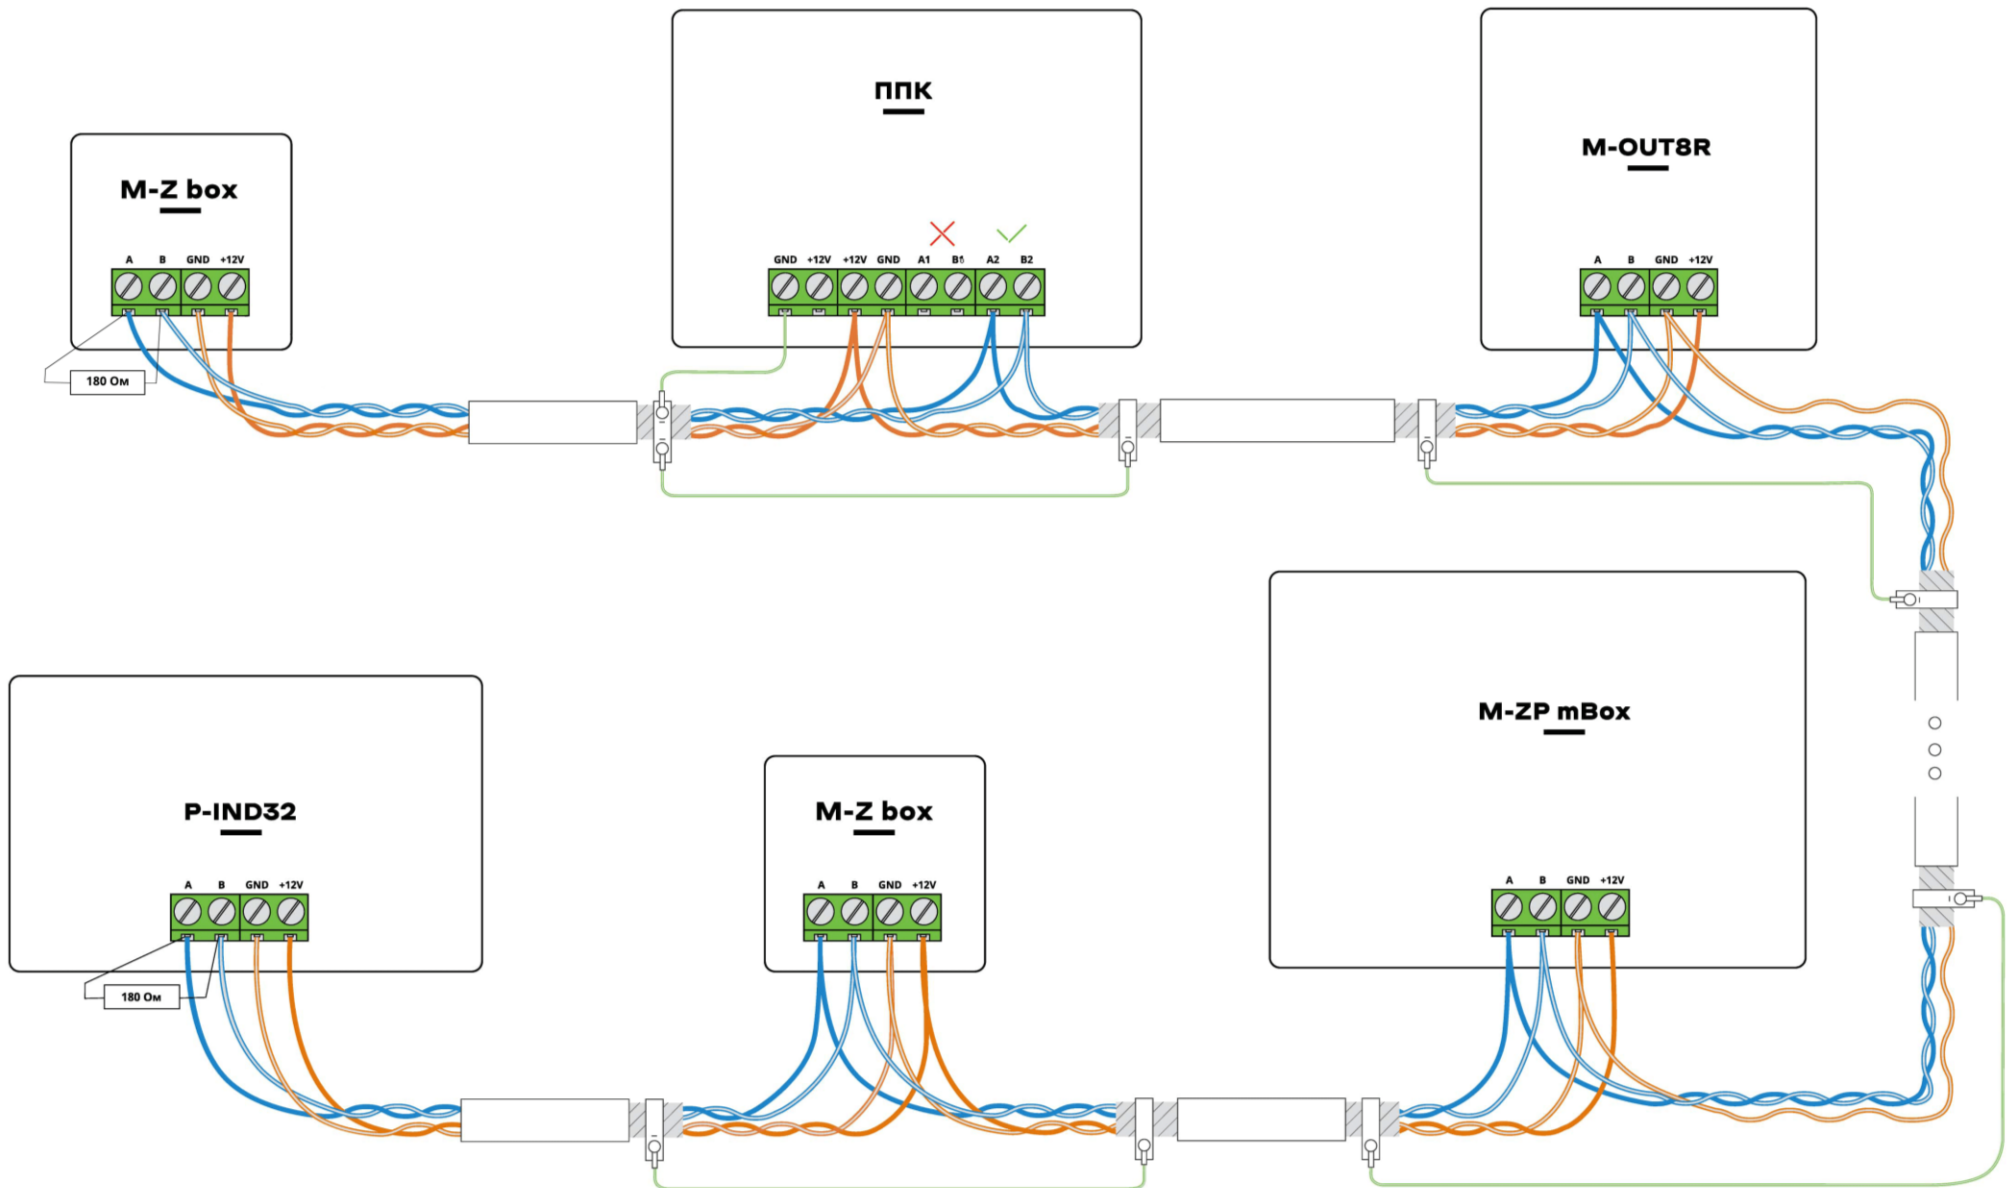 ППК
M-OUT8R
M-Z box
A B GND +12V
GND +12V +12V GND A1 B1 A2 B2
A B GND +12V
180 Ом
M-ZP mBox
P-IND32
M-Z box
A B GND +12V
A B GND +12V
A B GND +12V
180 Ом